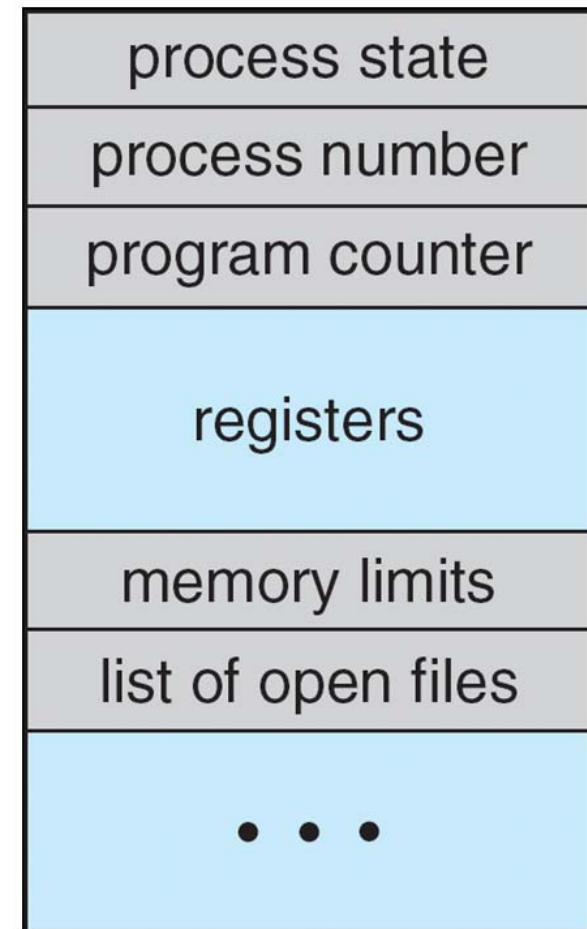 process state
process number
program counter
registers
memory limits
list of open files
• • •